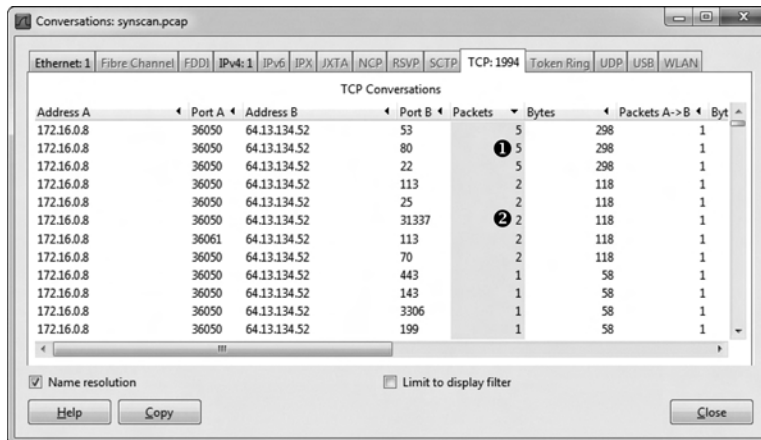 Conversations: synscan.pcap
Ethernet: 1 Fibre Channel FDDI IPv4: 1 IPv6 IPX JXTA NCP RSVP SCTP TCP: 1994 Token Ring UDP USB WLAN
TCP Conversations
Address A Port A Address B Port B Packets Bytes Packets A->B Byt
172.16.0.8 36050 64.13.134.52 53 5 298 1
172.16.0.8 36050 64.13.134.52 80 ❶ 5 298 1
172.16.0.8 36050 64.13.134.52 22 5 298 1
172.16.0.8 36050 64.13.134.52 113 2 118 1
172.16.0.8 36050 64.13.134.52 25 2 118 1
172.16.0.8 36050 64.13.134.52 31337 ❷ 2 118 1
172.16.0.8 36061 64.13.134.52 113 2 118 1
172.16.0.8 36050 64.13.134.52 70 2 118 1
172.16.0.8 36050 64.13.134.52 443 1 58 1
172.16.0.8 36050 64.13.134.52 143 1 58 1
172.16.0.8 36050 64.13.134.52 3306 1 58 1
172.16.0.8 36050 64.13.134.52 199 1 58 1
Name resolution Limit to display filter
Help Copy Close